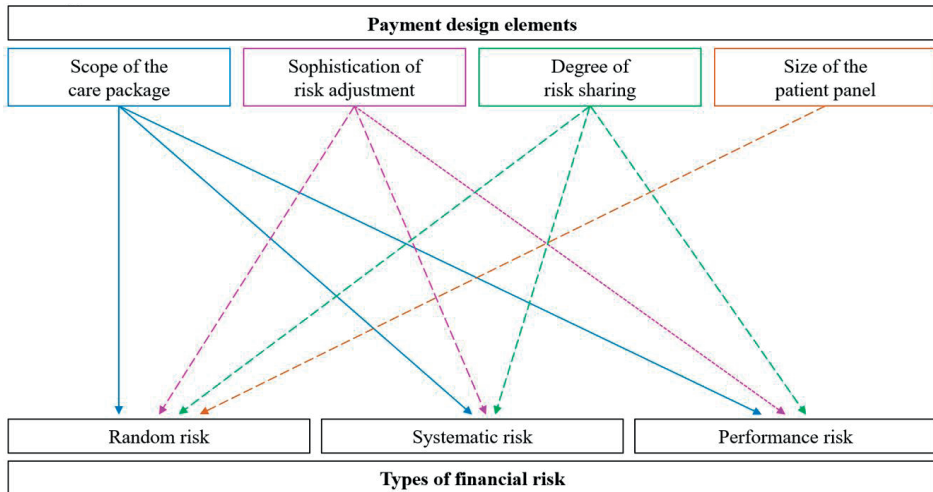 Payment design elements
Scope of the
care package
Sophistication of
risk adjustment
Degree of
risk sharing
Size of the
patient panel
Random risk
Systematic risk
Performance risk
Types of financial risk